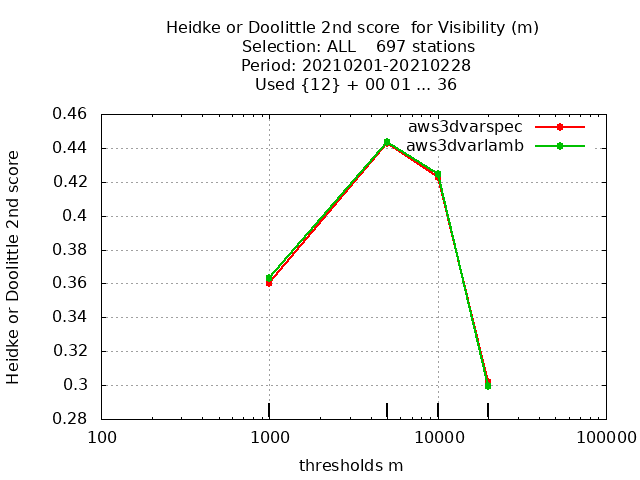 Heidke or Doolittle 2nd score  for Visibility (m)
Selection: ALL    697 stations
Period: 20210201-20210228
Used {12} + 00 01 ... 36
Heidke or Doolittle 2nd score
0.46
0.44
0.42
0.4
0.38
0.36
0.34
0.32
0.3
0.28
aws3dvarspec
aws3dvarlamb
100
1000
10000
100000
thresholds m